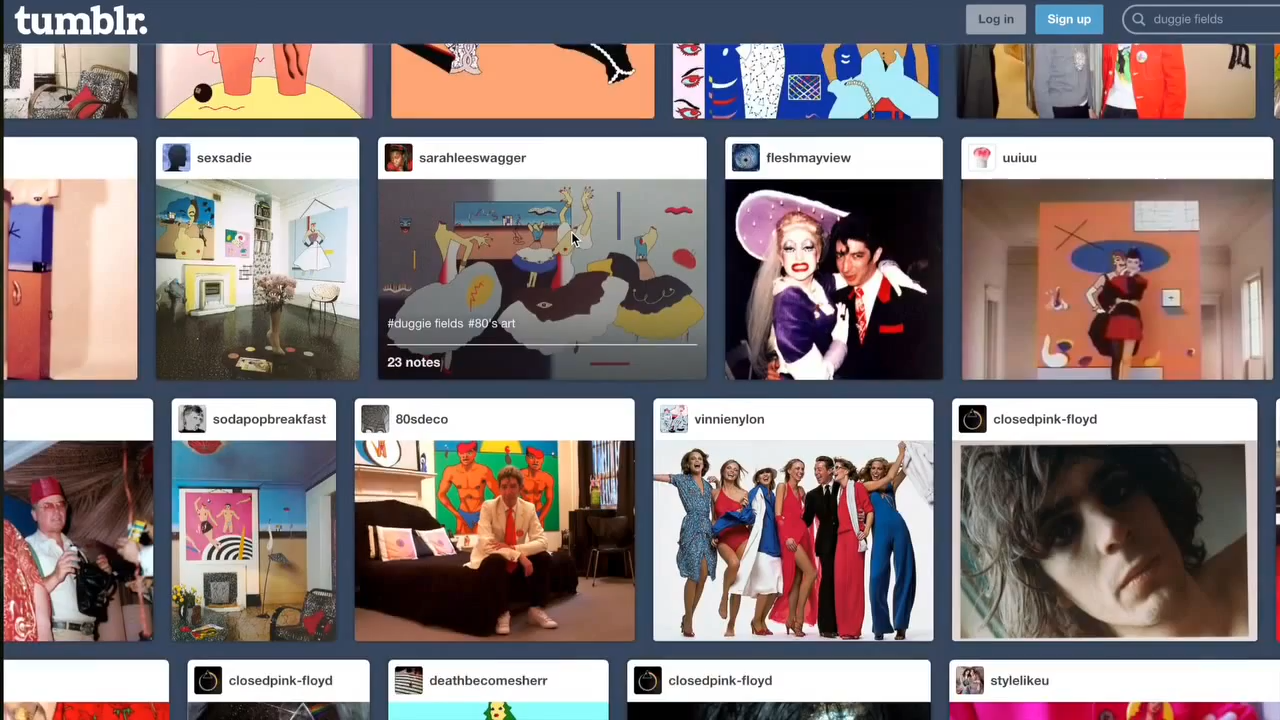 tumblr.
Log in
Sign up
duggie fields
sexsadie
sarahleeswagger
fleshmayview
uuiuu
#duggie fields #80's art
23 notes
sodapopbreakfast
80sdeco
vinnienylon
closedpink-floyd
closedpink-floyd
deathbecomesherr
closedpink-floyd
stylelikeu